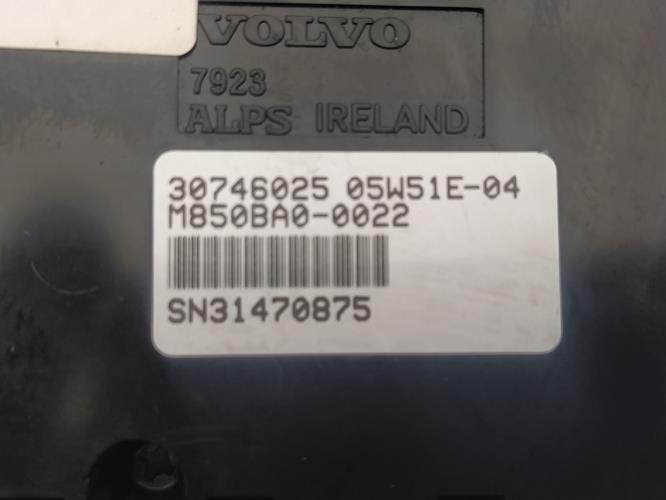 VOLVO
7923
ALPS IRELAND
30746025 05W51E-04
M850BA0-0022
SN31470875